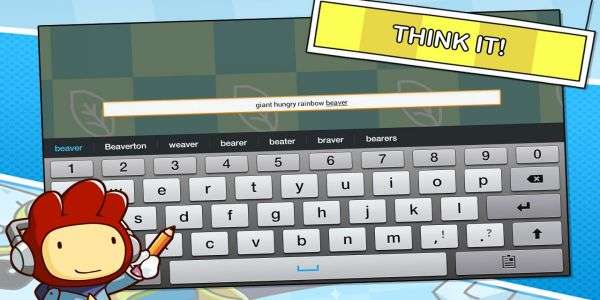 THINK IT!
giant hungry rainbow beaver
beaver Beaverton weaver bearer beater braver bearers
1 2 3 4 5 6 7 8 9 0
w e r t y u i o p
s d f g h j k l
c v b n m ,! .?